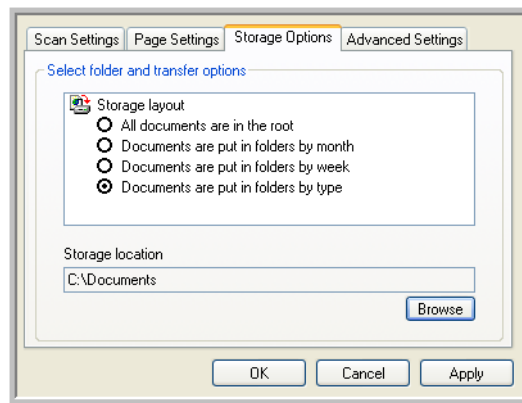 Scan Settings Page Settings Storage Options Advanced Settings
Select folder and transfer options
Storage layout
All documents are in the root
Documents are put in folders by month
Documents are put in folders by week
Documents are put in folders by type
Storage location
C:\Documents
Browse
OK Cancel Apply